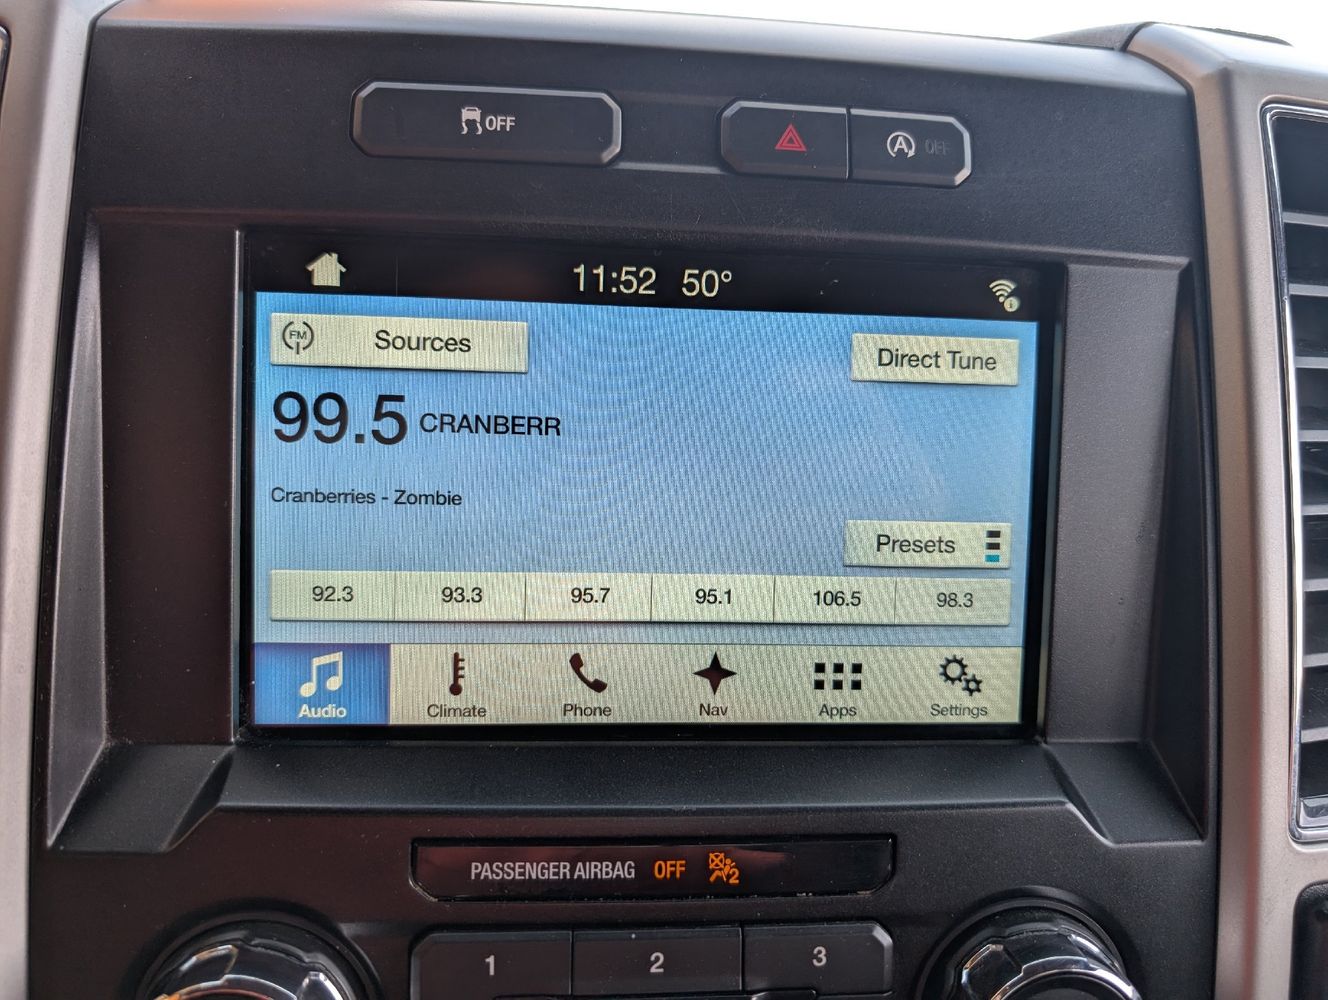 OFF
A OFF
11:52 50°
FM Sources
Direct Tune
99.5 CRANBERR
Cranberries - Zombie
Presets
92.3 93.3 95.7 95.1 106.5 98.3
Audio Climate Phone Nav Apps Settings
PASSENGER AIRBAG OFF 2
1 2 3